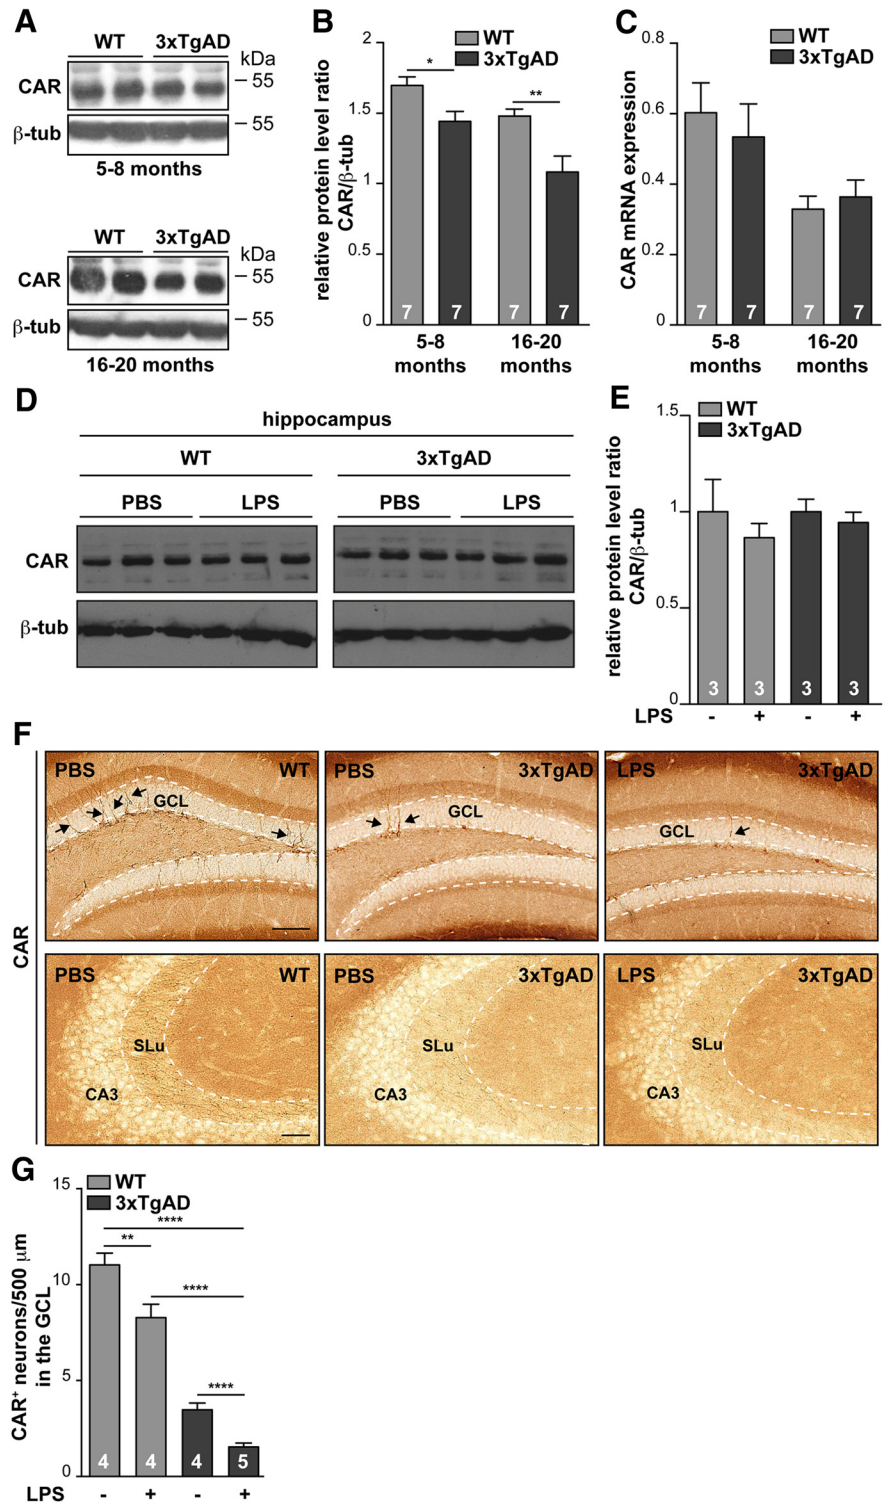 A
WT 3xTgAD
kDa
CAR
55
β-tub
55
5-8 months
WT 3xTgAD
kDa
CAR
55
β-tub
55
16-20 months
B
WT
3xTgAD
relative protein level ratio
CAR/β-tub
2
1.5
1
0.5
0
*
**
7 7 7 7
5-8
months
16-20
months
C
WT
3xTgAD
CAR mRNA expression
0.8
0.6
0.4
0.2
0
7 7 7 7
5-8
months
16-20
months
D
hippocampus
WT 3xTgAD
PBS LPS PBS LPS
CAR
β-tub
E
WT
3xTgAD
relative protein level ratio
CAR/β-tub
1.5
1
0.5
0
3 3 3 3
LPS - + - +
F
CAR
PBS WT
GCL
PBS 3xTgAD
GCL
LPS 3xTgAD
GCL
PBS WT
SLu
CA3
PBS 3xTgAD
SLu
CA3
LPS 3xTgAD
SLu
CA3
G
WT
3xTgAD
CAR+ neurons/500 µm
in the GCL
15
10
5
0
****
**
****
****
4 4 4 5
LPS - + - +